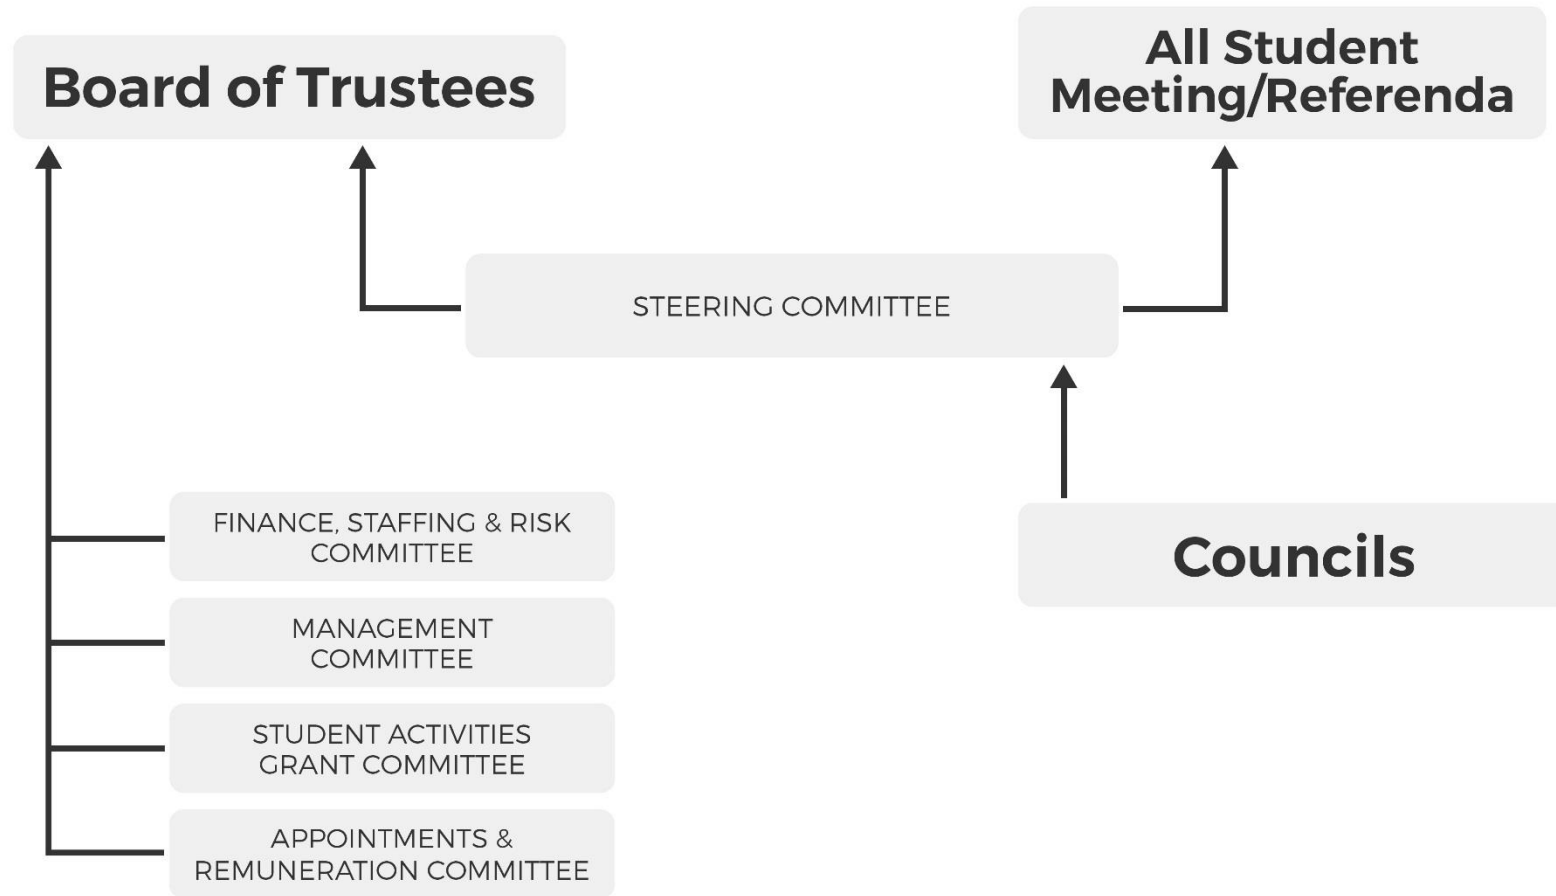 Board of Trustees
All Student
Meeting/Referenda
STEERING COMMITTEE
FINANCE, STAFFING & RISK
COMMITTEE
MANAGEMENT
COMMITTEE
STUDENT ACTIVITIES
GRANT COMMITTEE
APPOINTMENTS &
REMUNERATION COMMITTEE
Councils